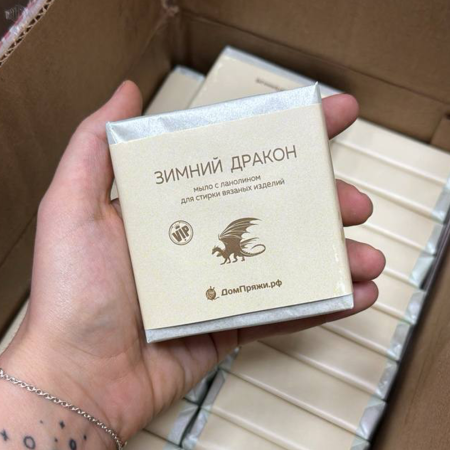 ЗИМНИЙ ДРАКОН
мыло с ланолином
для стирки вязаных изделий
VIP
ДомПряжи.рф